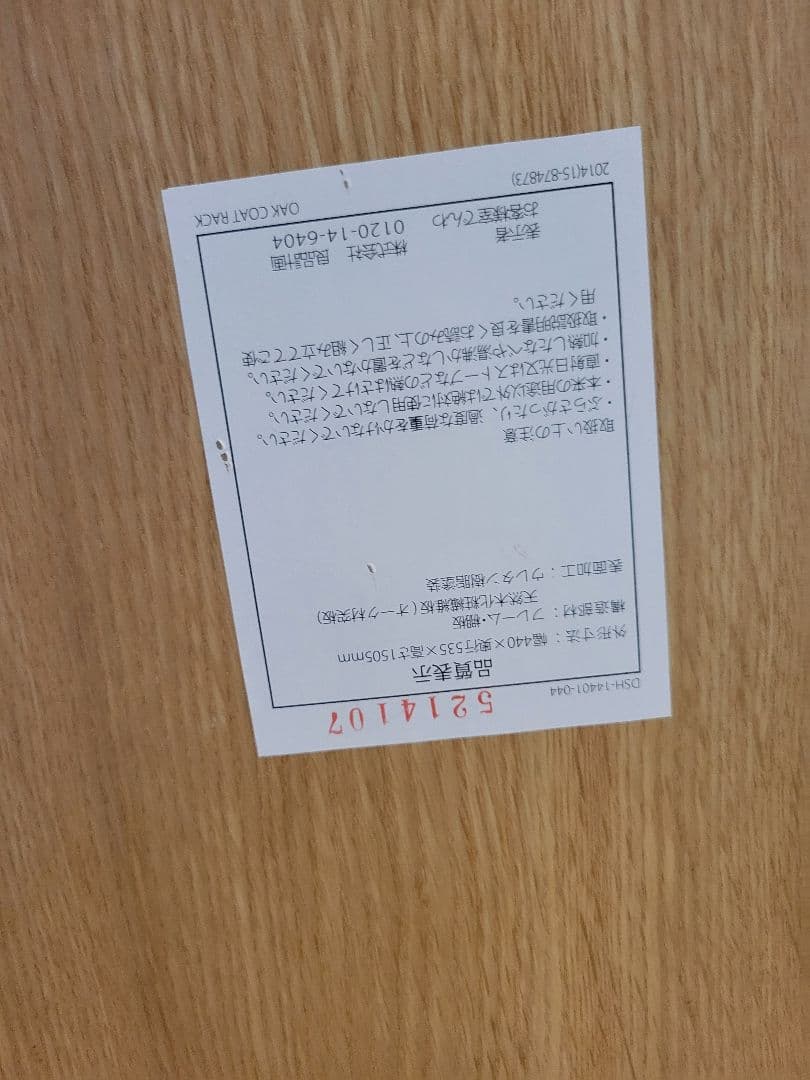 5214107
DSH-14401-044
品質表示
外形寸法：幅440×奥行535×高さ1505mm
構造部材：フレーム・棚板
天然木化粧繊維板(オーク材突板)
表面加工：ウレタン樹脂塗装
取扱い上の注意
・ぶらさがったり、過度な荷重をかけないでください。
・本来の用途以外では絶対に使用しないでください。
・直射日光又はストーブなどの熱はさけてください。
・加熱したなべや湯沸かしなどを置かないでください。
・取扱説明書を良くお読みの上、正しく組み立ててご使
用ください。
表示者　株式会社　良品計画
お客様室でんわ　0120-14-6404
2014(15-874873)
OAK COAT RACK